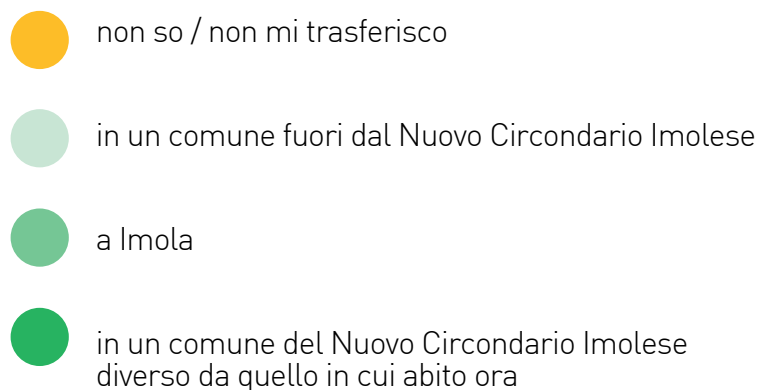 non so / non mi trasferisco
in un comune fuori dal Nuovo Circondario Imolese
a Imola
in un comune del Nuovo Circondario Imolese
diverso da quello in cui abito ora